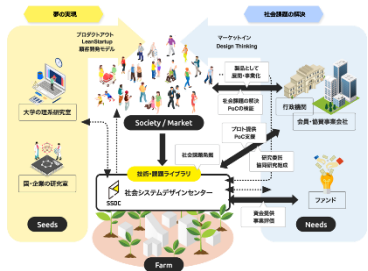 夢の実現
社会課題の解決
プロダクトアウト
LeanStartup
顧客開発モデル
マーケットイン
Design Thinking
製品として
展開・事業化
社会課題の解決
PoCの検証
行政機関
会員・協賛事業会社
大学の理系研究室
Society / Market
プロト提供
PoC支援
社会課題発掘
研究委託
協同研究組成
技術・課題ライブラリ
SSDC
社会システムデザインセンター
国・企業の研究室
ファンド
資金提供
事業評価
Seeds
Needs
Farm